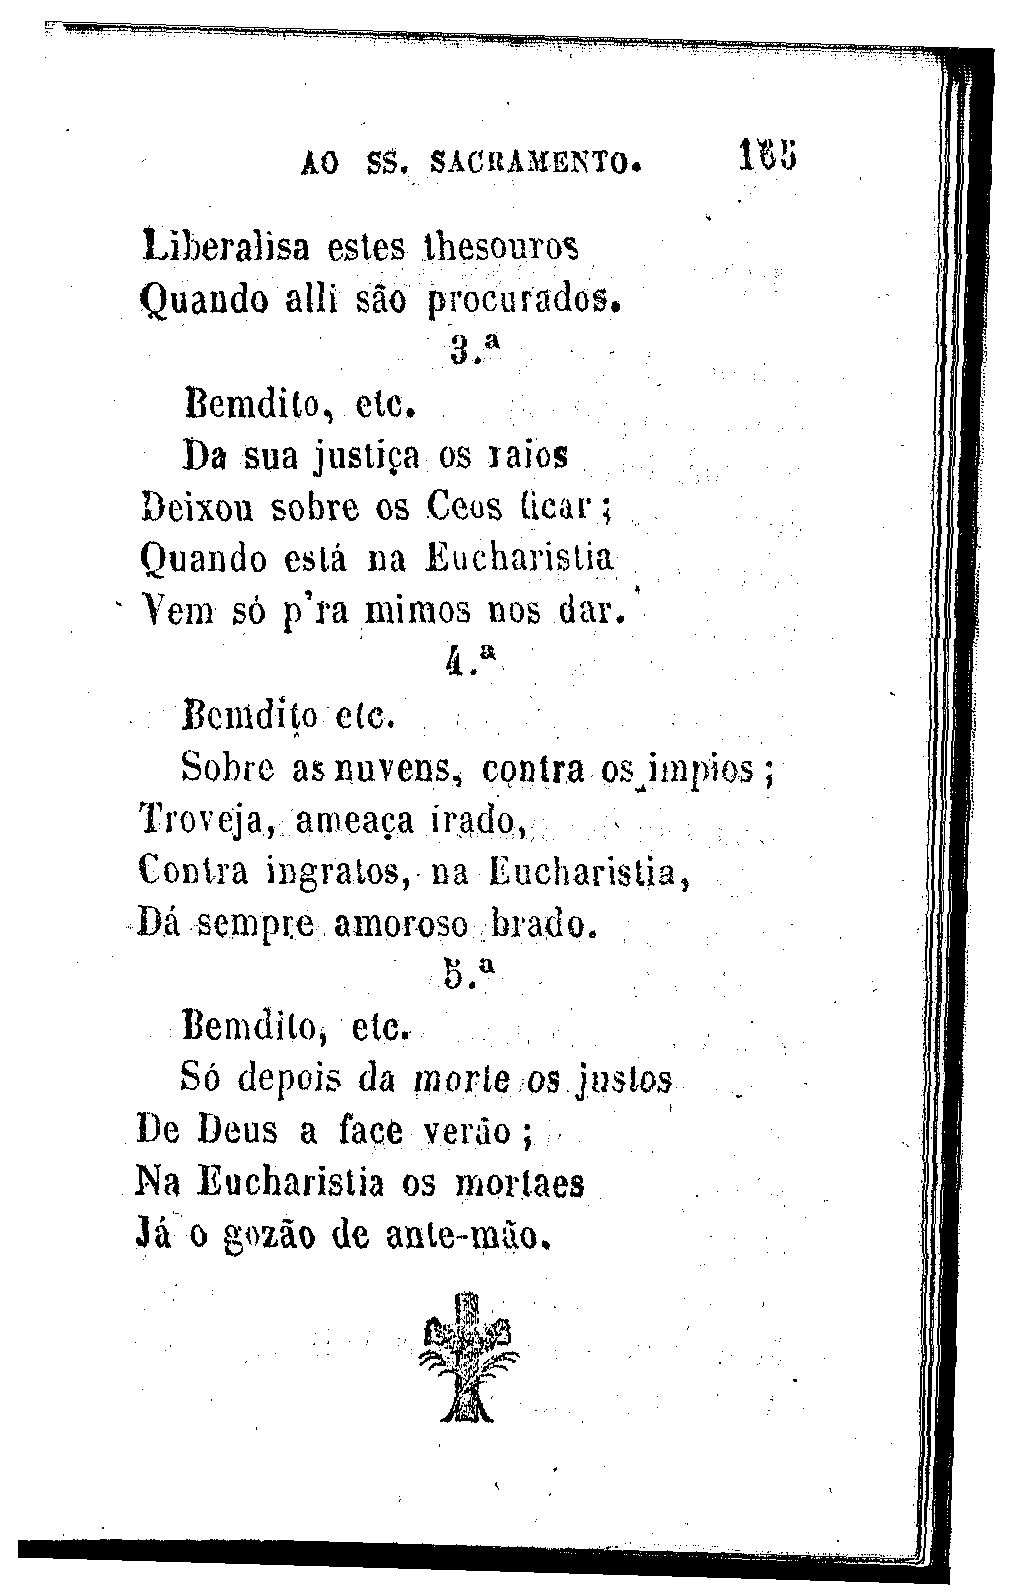 AO SS. SACRAMENTO. 165
Liberalisa estes thesouros
Quando alli são procurados.
3.ª
Bemdito, etc.
Da sua justiça os raios
Deixou sobre os Ceos ficar;
Quando está na Eucharistia
Vem só p'ra mimos nos dar.
4.ª
Bemdito etc.
Sobre as nuvens, contra os impios;
Troveja, ameaça irado,
Contra ingratos, na Eucharistia,
Dá sempre amoroso brado.
5.ª
Bemdito, etc.
Só depois da morte os justos
De Deus a face verão;
Na Eucharistia os mortaes
Já o gozão de ante-mão.